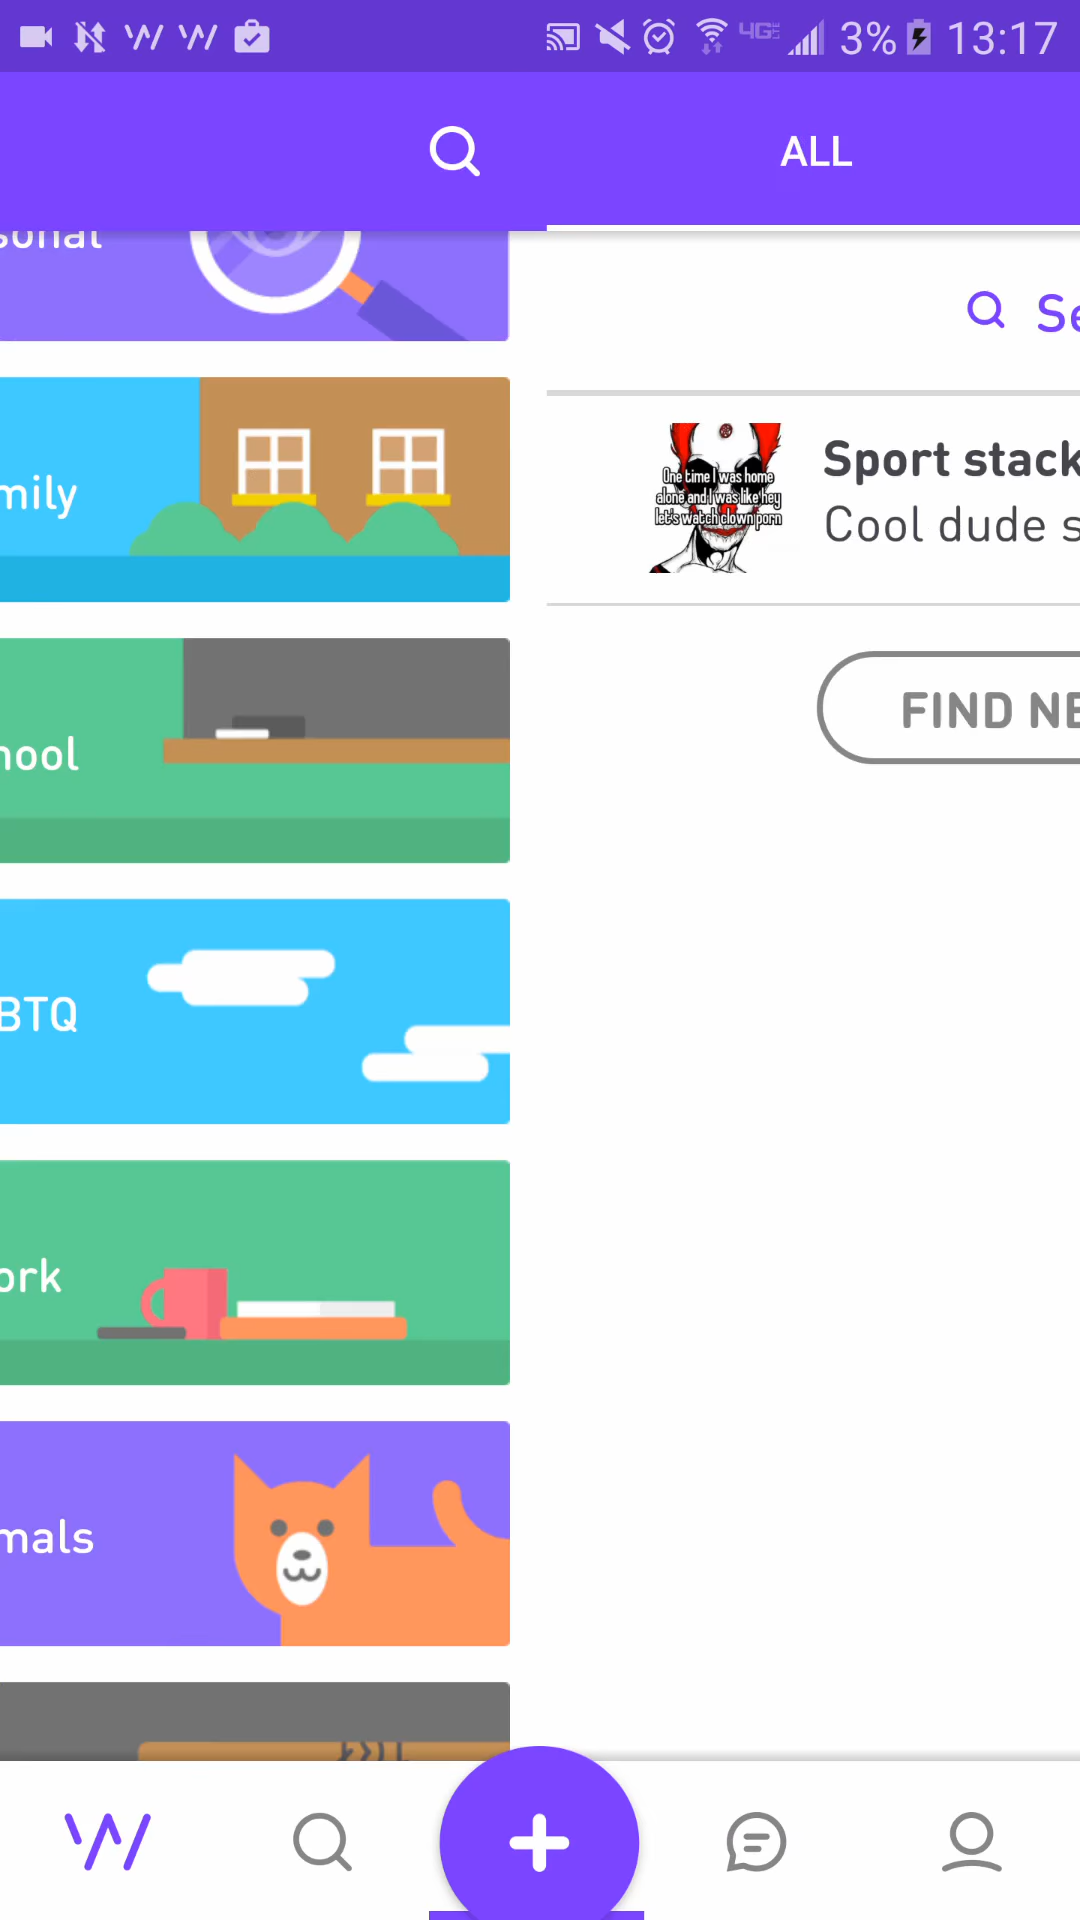 3% 13:17
ALL
sonal
Se
mily
One time I was home
alone and I was like hey
let's watch clown porn
Sport stack
Cool dude s
FIND NE
hool
BTQ
ork
mals